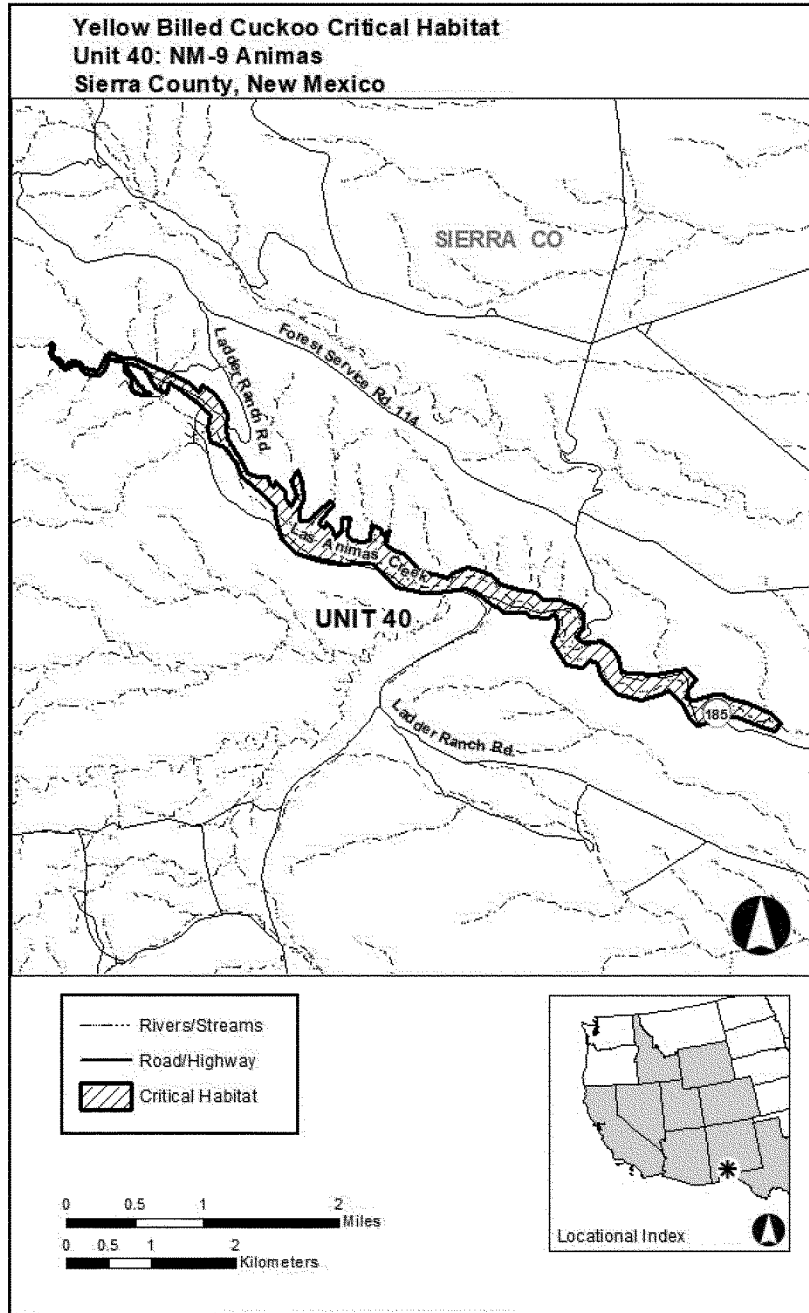 Yellow Billed Cuckoo Critical Habitat
Unit 40: NM-9 Animas
Sierra County, New Mexico
SIERRA CO
Ladder Ranch Rd.
Forest Service Rd. 114
Las Animas Creek
UNIT 40
185
Ladder Ranch Rd.
Rivers/Streams
Road/Highway
Critical Habitat
0 0.5 1 2
Miles
0 0.5 1 2
Kilometers
Locational Index